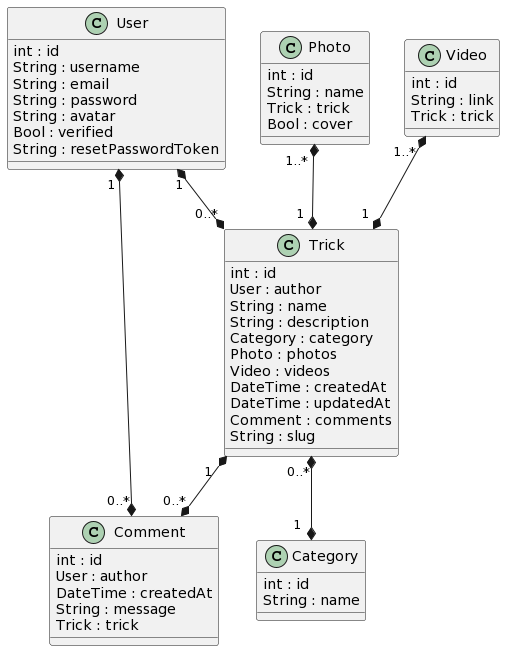 C User
int : id
String : username
String : email
String : password
String : avatar
Bool : verified
String : resetPasswordToken
C Photo
int : id
String : name
Trick : trick
Bool : cover
C Video
int : id
String : link
Trick : trick
1
1
0..*
1..*
1
1..*
1
C Trick
int : id
User : author
String : name
String : description
Category : category
Photo : photos
Video : videos
DateTime : createdAt
DateTime : updatedAt
Comment : comments
String : slug
0..*
1
0..*
0..*
1
C Comment
int : id
User : author
DateTime : createdAt
String : message
Trick : trick
C Category
int : id
String : name